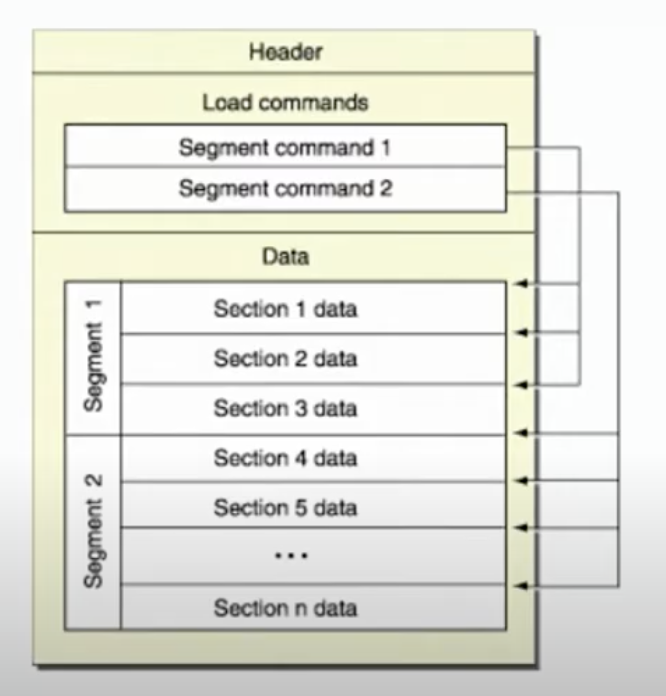 Header
Load commands
Segment command 1
Segment command 2
Data
Segment 1
Section 1 data
Section 2 data
Section 3 data
Segment 2
Section 4 data
Section 5 data
...
Section n data